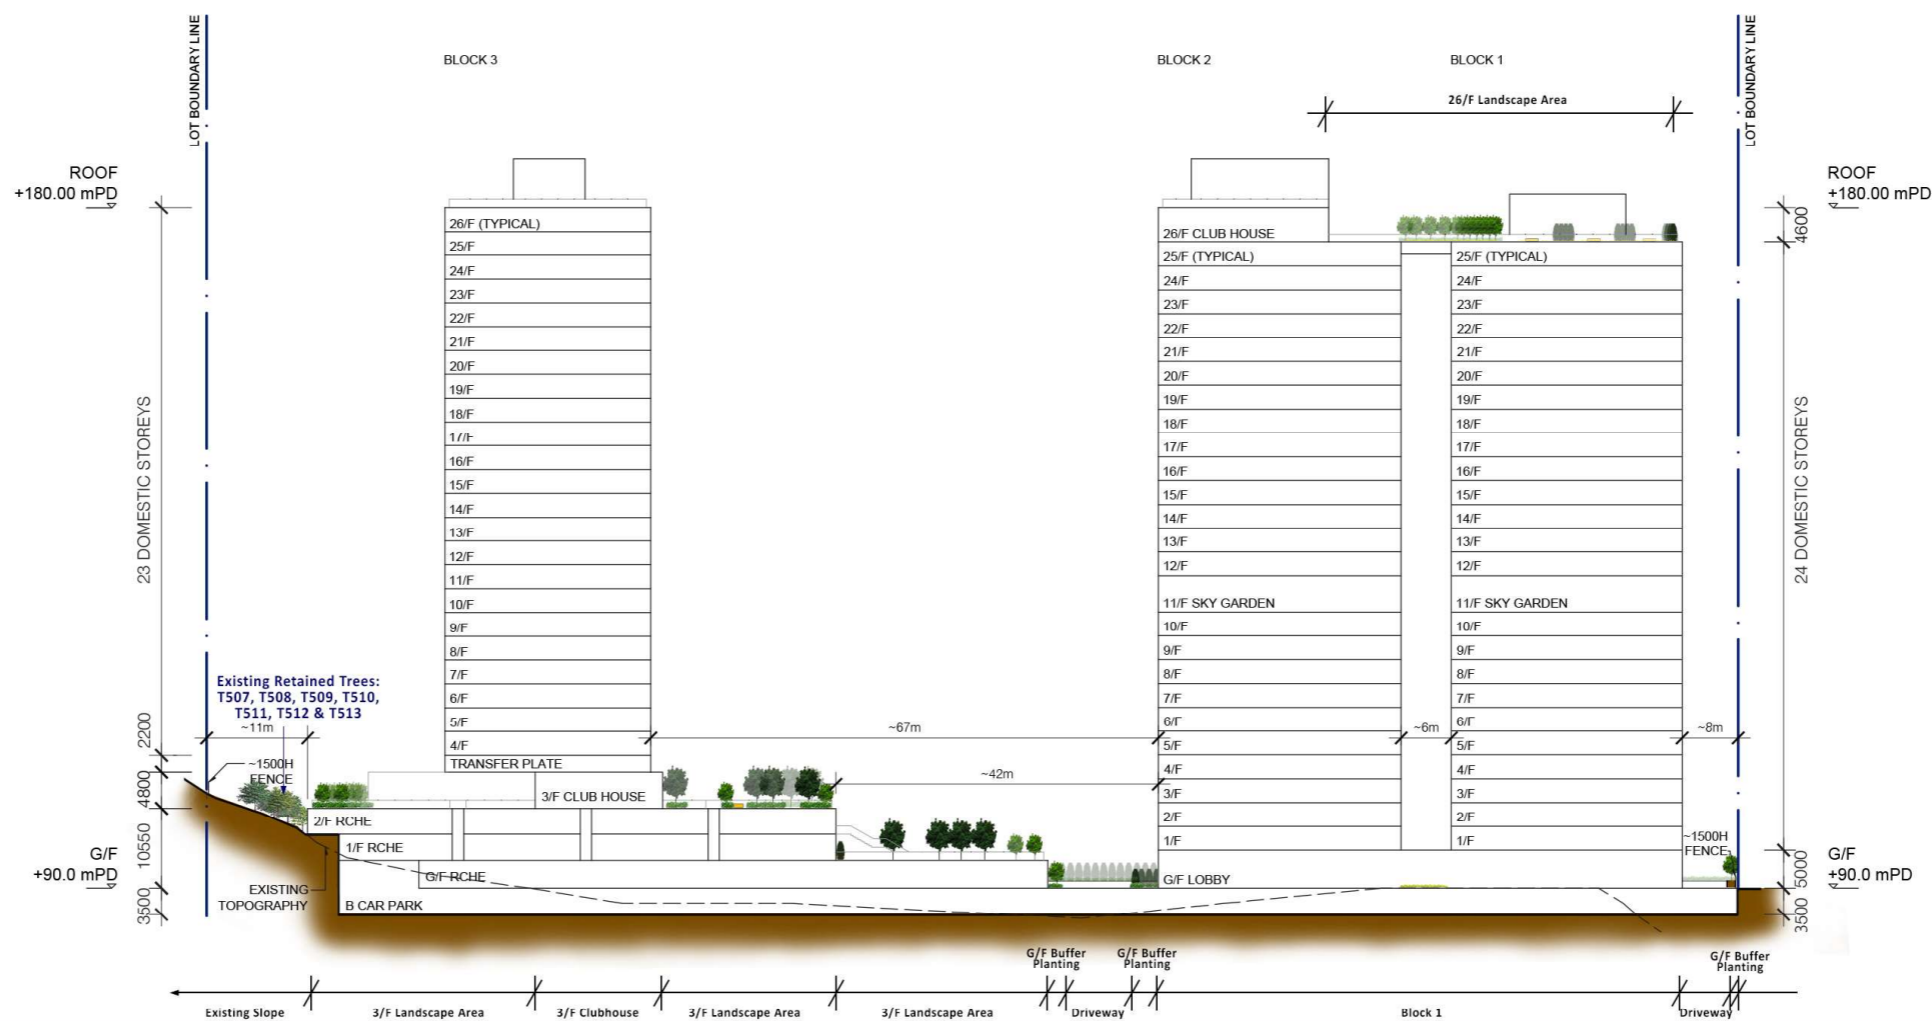 LOT BOUNDARY LINE
BLOCK 3
BLOCK 2
BLOCK 1
LOT BOUNDARY LINE
26/F Landscape Area
ROOF
+180.00 mPD
ROOF
+180.00 mPD
4600
23 DOMESTIC STOREYS
24 DOMESTIC STOREYS
26/F (TYPICAL)
25/F
24/F
23/F
22/F
21/F
20/F
19/F
18/F
17/F
16/F
15/F
14/F
13/F
12/F
11/F
10/F
9/F
8/F
7/F
6/F
5/F
4/F
TRANSFER PLATE
3/F CLUB HOUSE
2/F RCHE
1/F RCHE
G/F RCHE
B CAR PARK
26/F CLUB HOUSE
25/F (TYPICAL)
24/F
23/F
22/F
21/F
20/F
19/F
18/F
17/F
16/F
15/F
14/F
13/F
12/F
11/F SKY GARDEN
10/F
9/F
8/F
7/F
6/F
5/F
4/F
3/F
2/F
1/F
G/F LOBBY
25/F (TYPICAL)
24/F
23/F
22/F
21/F
20/F
19/F
18/F
17/F
16/F
15/F
14/F
13/F
12/F
11/F SKY GARDEN
10/F
9/F
8/F
7/F
6/F
5/F
4/F
3/F
2/F
1/F
Existing Retained Trees:
T507, T508, T509, T510,
T511, T512 & T513
~11m
~67m
~6m
~8m
~42m
~1500H
FENCE
~1500H
FENCE
2200
4800
10550
3500
G/F
+90.0 mPD
EXISTING
TOPOGRAPHY
5000
3500
G/F
+90.0 mPD
G/F Buffer
Planting
G/F Buffer
Planting
G/F Buffer
Planting
Existing Slope
3/F Landscape Area
3/F Clubhouse
3/F Landscape Area
3/F Landscape Area
Driveway
Block 1
Driveway